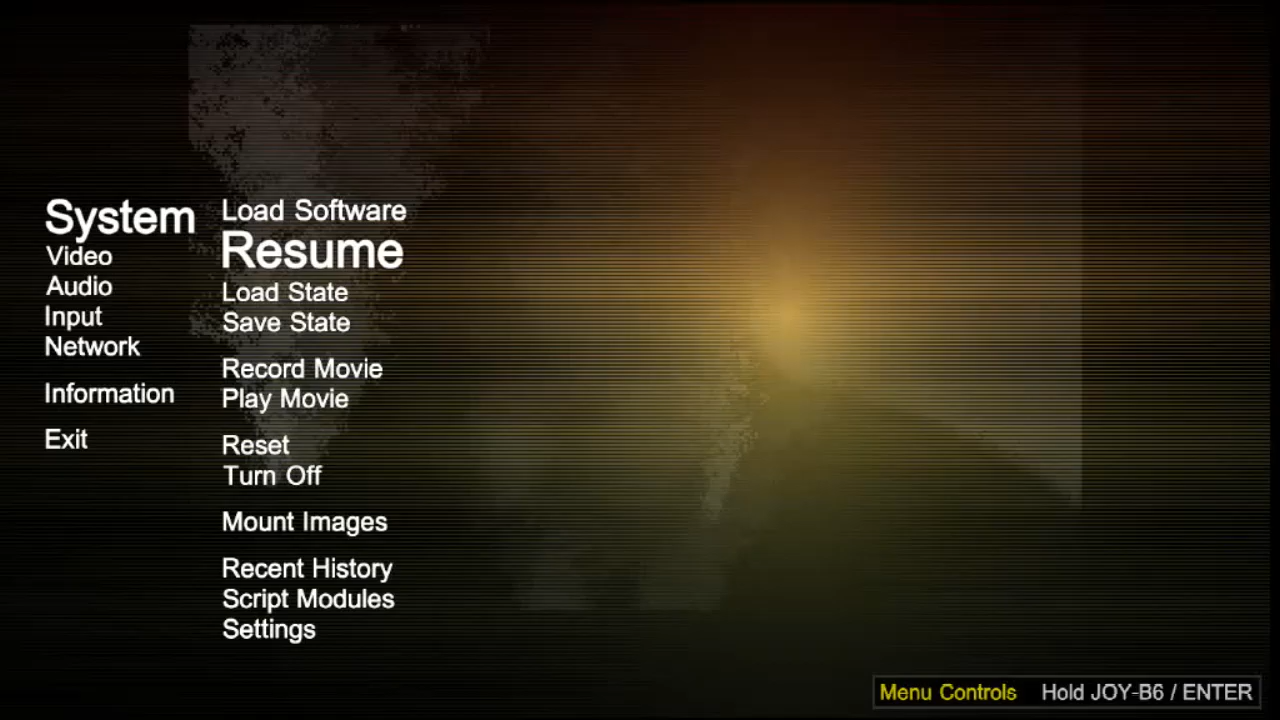 System
Video
Audio
Input
Network
Information
Exit
Load Software
Resume
Load State
Save State
Record Movie
Play Movie
Reset
Turn Off
Mount Images
Recent History
Script Modules
Settings
Menu Controls Hold JOY-B6 / ENTER